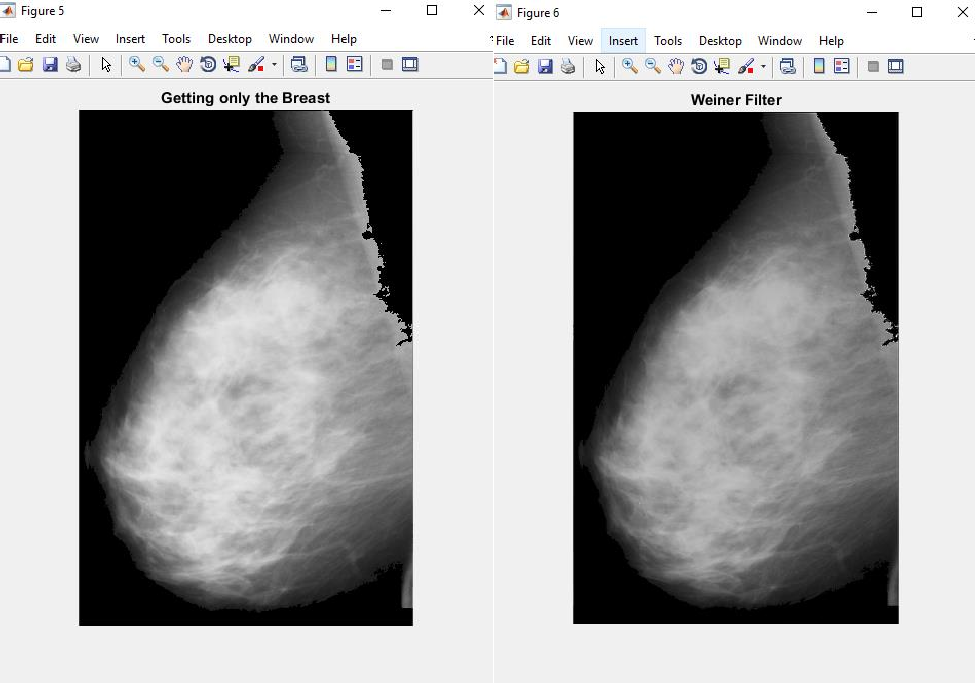 Figure 5
File Edit View Insert Tools Desktop Window Help
Getting only the Breast
Figure 6
File Edit View Insert Tools Desktop Window Help
Weiner Filter